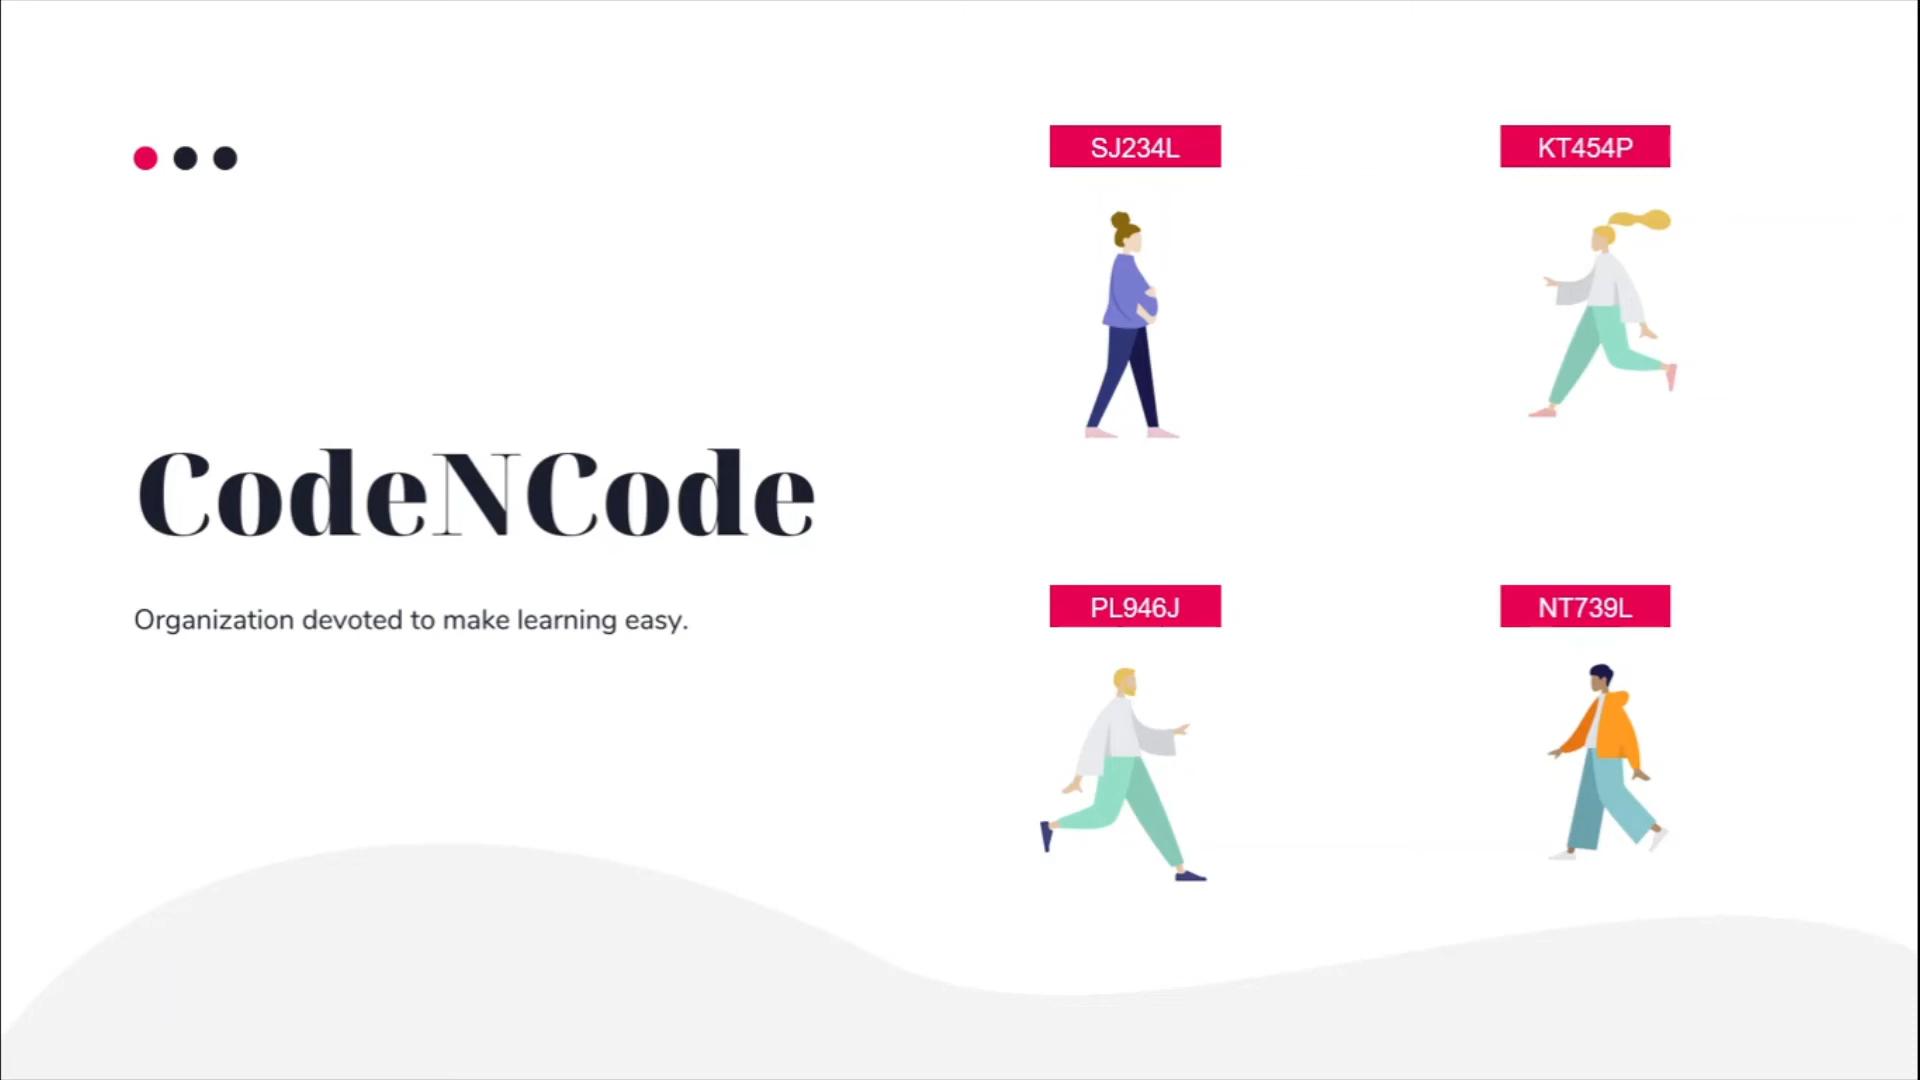 CodeNCode
Organization devoted to make learning easy.
SJ234L
KT454P
PL946J
NT739L